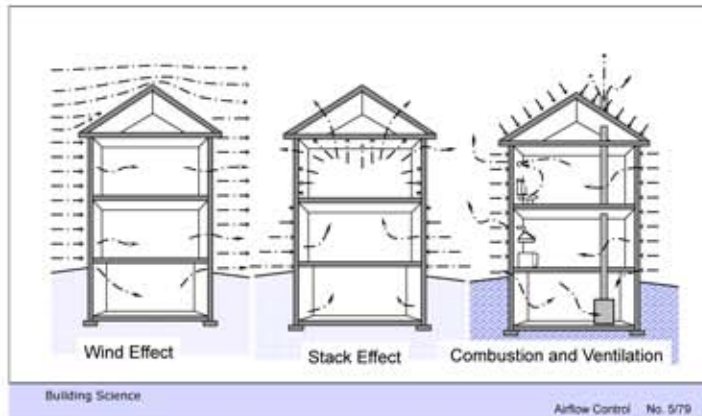 Wind Effect
Stack Effect
Combustion and Ventilation
Building Science
Airflow Control No. 5/79